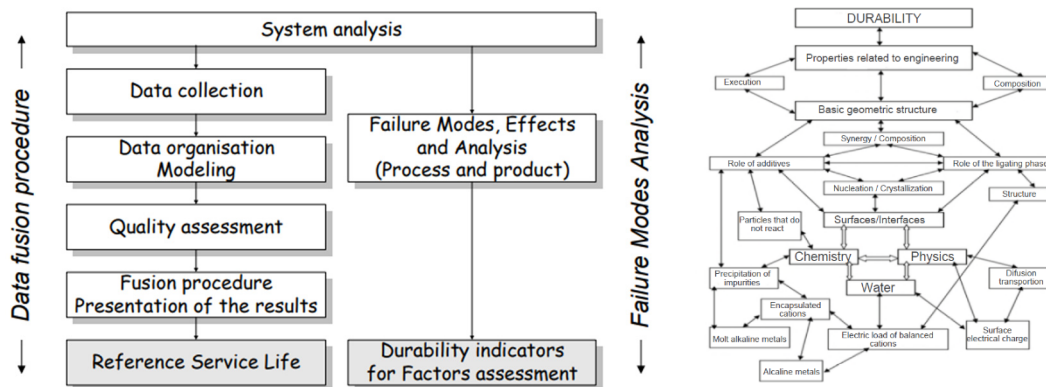 Data fusion procedure
System analysis
Data collection
Data organisation
Modeling
Quality assessment
Fusion procedure
Presentation of the results
Reference Service Life
Failure Modes, Effects
and Analysis
(Process and product)
Durability indicators
for Factors assessment
Failure Modes Analysis
DURABILITY
Properties related to engineering
Execution
Composition
Basic geometric structure
Synergy / Composition
Role of additives
Role of the ligating phase
Nucleation / Crystallization
Structure
Particles that do
not react
Surfaces/Interfaces
Chemistry
Physics
Precipitation of
impurities
Difusion
transportion
Water
Encapsulated
cations
Molt alkaline metals
Electric load of balanced
cations
Surface
electrical charge
Alcaline metals